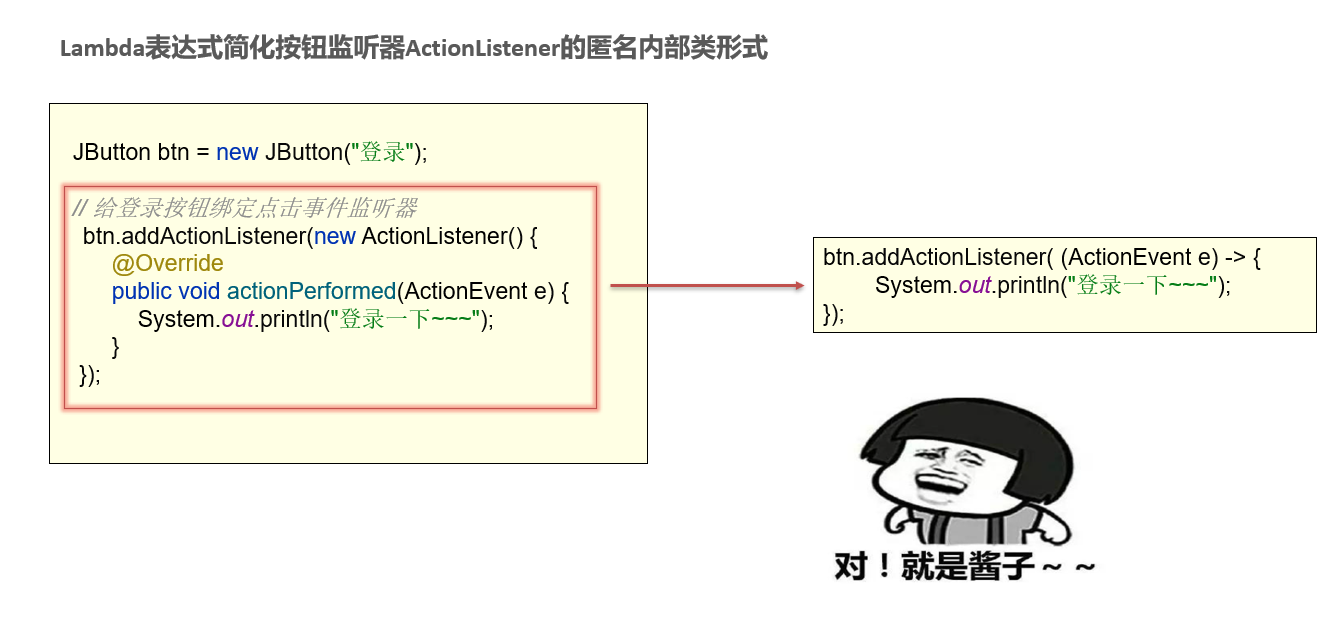 Lambda表达式简化按钮监听器ActionListener的匿名内部类形式
JButton btn = new JButton("登录");
// 给登录按钮绑定点击事件监听器
btn.addActionListener(new ActionListener() {
@Override
public void actionPerformed(ActionEvent e) {
System.out.println("登录一下~~~");
}
});
btn.addActionListener( (ActionEvent e) -> {
System.out.println("登录一下~~~");
});
对！就是酱子~ ~